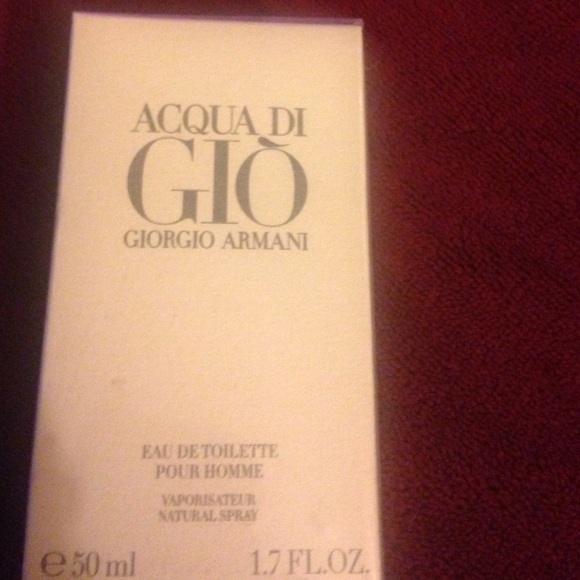 ACQUA DI
GIÒ
GIORGIO ARMANI
EAU DE TOILETTE
POUR HOMME
VAPORISATEUR
NATURAL SPRAY
℮ 50 ml 1.7 FL.OZ.